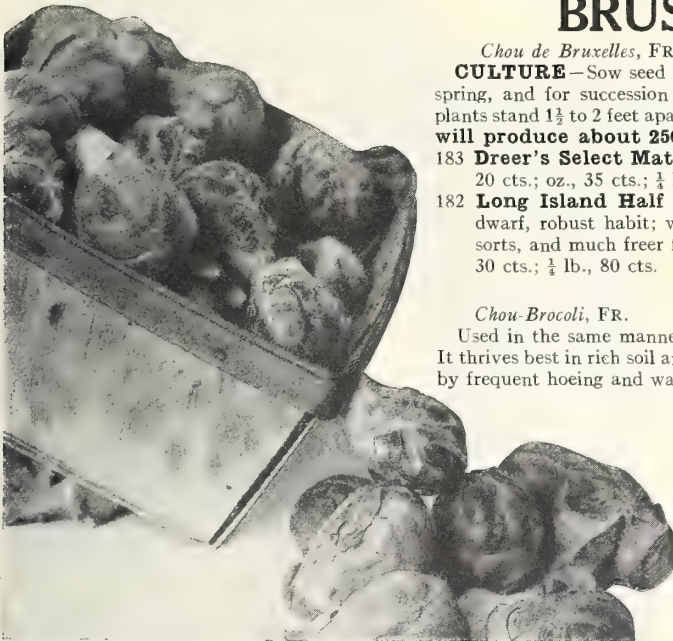 BRUS
Chou de Bruxelles, FR
CULTURE—Sow seed
spring, and for succession
plants stand 1½ to 2 feet apa
will produce about 250
183 Dreer's Select Mat
20 cts.; oz., 35 cts.; ¼
182 Long Island Half
dwarf, robust habit; v
sorts, and much freer
30 cts.; ¼ lb., 80 cts.
Chou-Brocoli, FR.
Used in the same manne
It thrives best in rich soil a
by frequent hoeing and wa